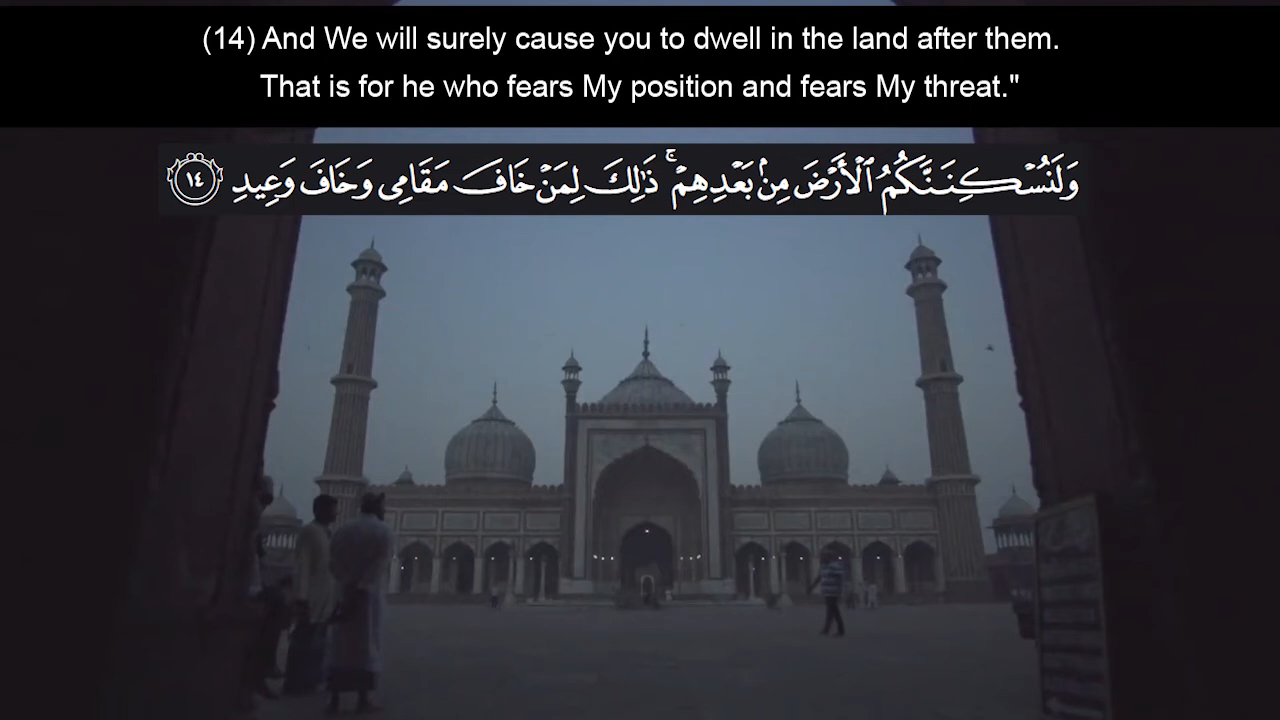 (14) And We will surely cause you to dwell in the land after them.
That is for he who fears My position and fears My threat."
وَلَنُسْكِنَنَّكُمُ ٱلْأَرْضَ مِنۢ بَعْدِهِمْ ۚ ذَٰلِكَ لِمَنْ خَافَ مَقَامِى وَخَافَ وَعِيدِ ١٤